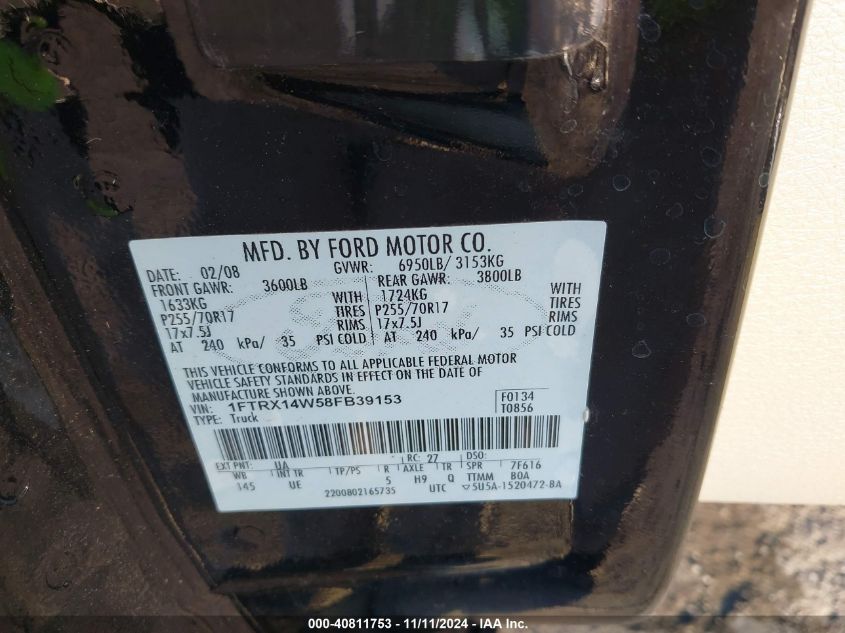 MFD. BY FORD MOTOR CO.
DATE: 02/08 GVWR: 6950LB/ 3153KG
FRONT GAWR: 3600LB REAR GAWR: 3800LB
1633KG WITH 1724KG WITH
P255/70R17 TIRES P255/70R17 TIRES
17x7.5J RIMS 17x7.5J RIMS
AT 240 kPa/ 35 PSI COLD AT 240 kPa/ 35 PSI COLD
THIS VEHICLE CONFORMS TO ALL APPLICABLE FEDERAL MOTOR
VEHICLE SAFETY STANDARDS IN EFFECT ON THE DATE OF
MANUFACTURE SHOWN ABOVE.
VIN: 1FTRX14W58FB39153 F0134
TYPE: Truck T0856
EXT PNT: UA RC: 27 DSO:
WB INT TR TP/PS R AXLE TR SPR 7F616
145 UE 5 H9 Q TTMM BOA
2200802165735 UTC 5U5A-1520472-BA
000-40811753 - 11/11/2024 - © IAA Inc.